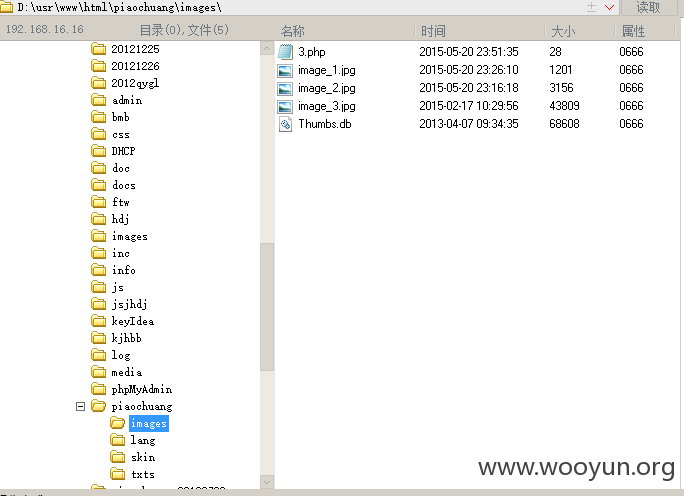 D:\usr\www\html\piaochuang\images\ 读取
192.168.16.16 目录(0),文件(5) 名称 时间 大小 属性
20121225
20121226
2012qygl
admin
bmb
css
DHCP
doc
docs
ftw
hdj
images
inc
info
js
jsjhdj
keyIdea
kjhbb
log
media
phpMyAdmin
piaochuang
images
lang
skin
txts
3.php 2015-05-20 23:51:35 28 0666
image_1.jpg 2015-05-20 23:26:10 1201 0666
image_2.jpg 2015-05-20 23:16:18 3156 0666
image_3.jpg 2015-02-17 10:29:56 43809 0666
Thumbs.db 2013-04-07 09:34:35 68608 0666
www.wooyun.org